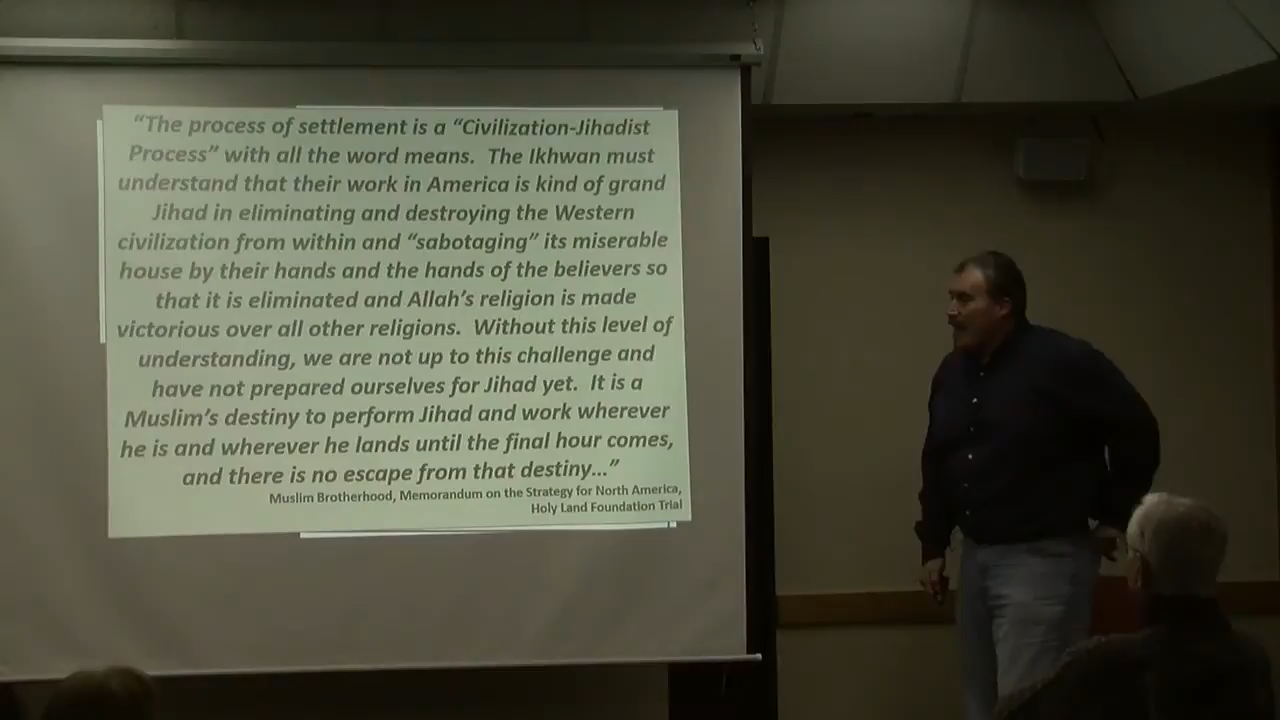 “The process of settlement is a “Civilization-Jihadist
Process” with all the word means. The Ikhwan must
understand that their work in America is kind of grand
Jihad in eliminating and destroying the Western
civilization from within and “sabotaging” its miserable
house by their hands and the hands of the believers so
that it is eliminated and Allah’s religion is made
victorious over all other religions. Without this level of
understanding, we are not up to this challenge and
have not prepared ourselves for Jihad yet. It is a
Muslim’s destiny to perform Jihad and work wherever
he is and wherever he lands until the final hour comes,
and there is no escape from that destiny...”
Muslim Brotherhood, Memorandum on the Strategy for North America,
Holy Land Foundation Trial